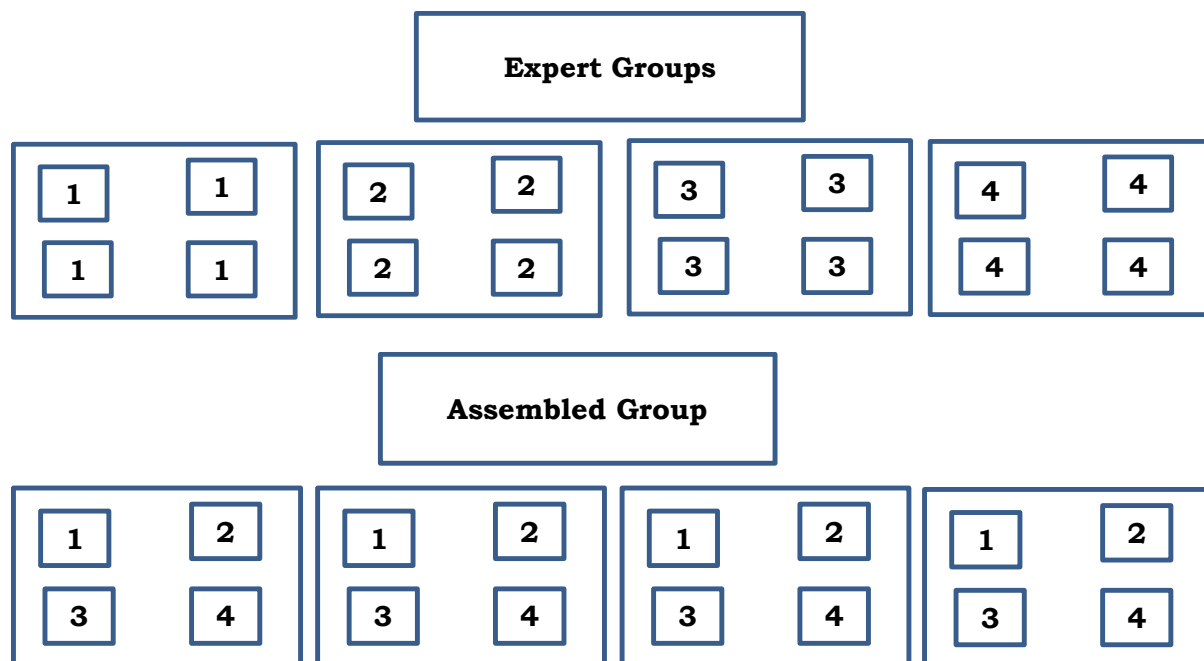 Expert Groups
1 1 2 2 3 3 4 4
1 1 2 2 3 3 4 4
Assembled Group
1 2 1 2 1 2 1 2
3 4 3 4 3 4 3 4